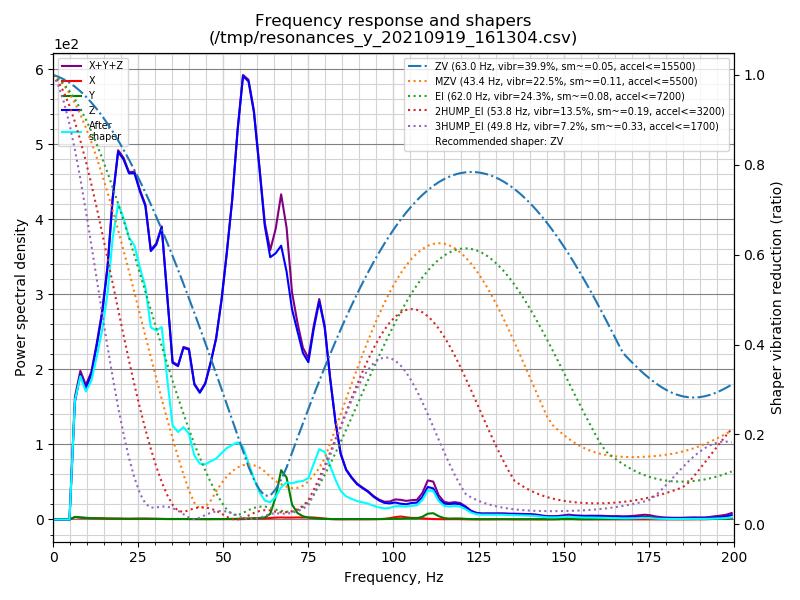 Frequency response and shapers
(/tmp/resonances_y_20210919_161304.csv)
1e2
X+Y+Z
X
Y
Z
After
shaper
ZV (63.0 Hz, vibr=39.9%, sm~=0.05, accel<=15500)
MZV (43.4 Hz, vibr=22.5%, sm~=0.11, accel<=5500)
EI (62.0 Hz, vibr=24.3%, sm~=0.08, accel<=7200)
2HUMP_EI (53.8 Hz, vibr=13.5%, sm~=0.19, accel<=3200)
3HUMP_EI (49.8 Hz, vibr=7.2%, sm~=0.33, accel<=1700)
Recommended shaper: ZV
6
5
4
3
2
1
0
Power spectral density
1.0
0.8
0.6
0.4
0.2
0.0
Shaper vibration reduction (ratio)
0 25 50 75 100 125 150 175 200
Frequency, Hz